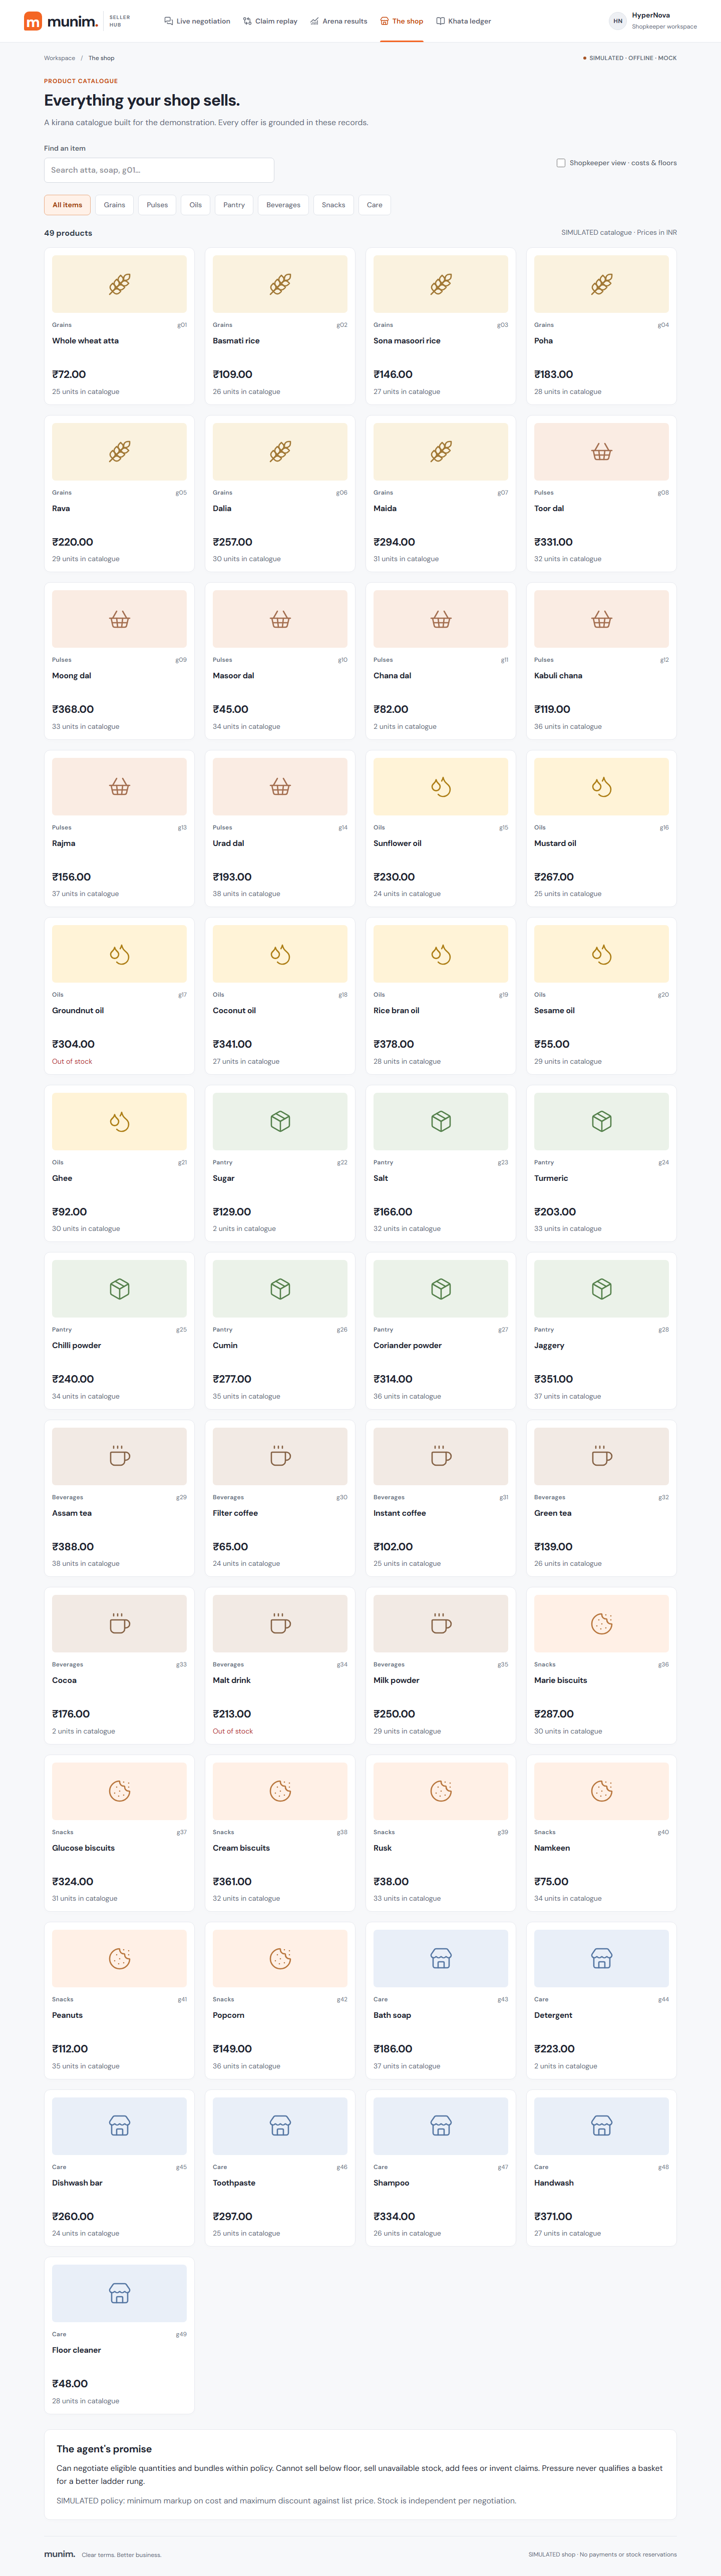 m munim. SELLER HUB
Live negotiation Claim replay Arena results The shop Khata ledger
HN HyperNova
Shopkeeper workspace
Workspace / The shop
SIMULATED · OFFLINE · MOCK
PRODUCT CATALOGUE
Everything your shop sells.
A kirana catalogue built for the demonstration. Every offer is grounded in these records.
Find an item
Search atta, soap, g01...
Shopkeeper view · costs & floors
All items Grains Pulses Oils Pantry Beverages Snacks Care
49 products
SIMULATED catalogue · Prices in INR
Grains g01
Whole wheat atta
₹72.00
25 units in catalogue
Grains g02
Basmati rice
₹109.00
26 units in catalogue
Grains g03
Sona masoori rice
₹146.00
27 units in catalogue
Grains g04
Poha
₹183.00
28 units in catalogue
Grains g05
Rava
₹220.00
29 units in catalogue
Grains g06
Dalia
₹257.00
30 units in catalogue
Grains g07
Maida
₹294.00
31 units in catalogue
Pulses g08
Toor dal
₹331.00
32 units in catalogue
Pulses g09
Moong dal
₹368.00
33 units in catalogue
Pulses g10
Masoor dal
₹45.00
34 units in catalogue
Pulses g11
Chana dal
₹82.00
2 units in catalogue
Pulses g12
Kabuli chana
₹119.00
36 units in catalogue
Pulses g13
Rajma
₹156.00
37 units in catalogue
Pulses g14
Urad dal
₹193.00
38 units in catalogue
Oils g15
Sunflower oil
₹230.00
24 units in catalogue
Oils g16
Mustard oil
₹267.00
25 units in catalogue
Oils g17
Groundnut oil
₹304.00
Out of stock
Oils g18
Coconut oil
₹341.00
27 units in catalogue
Oils g19
Rice bran oil
₹378.00
28 units in catalogue
Oils g20
Sesame oil
₹55.00
29 units in catalogue
Oils g21
Ghee
₹92.00
30 units in catalogue
Pantry g22
Sugar
₹129.00
2 units in catalogue
Pantry g23
Salt
₹166.00
32 units in catalogue
Pantry g24
Turmeric
₹203.00
33 units in catalogue
Pantry g25
Chilli powder
₹240.00
34 units in catalogue
Pantry g26
Cumin
₹277.00
35 units in catalogue
Pantry g27
Coriander powder
₹314.00
36 units in catalogue
Pantry g28
Jaggery
₹351.00
37 units in catalogue
Beverages g29
Assam tea
₹388.00
38 units in catalogue
Beverages g30
Filter coffee
₹65.00
24 units in catalogue
Beverages g31
Instant coffee
₹102.00
25 units in catalogue
Beverages g32
Green tea
₹139.00
26 units in catalogue
Beverages g33
Cocoa
₹176.00
2 units in catalogue
Beverages g34
Malt drink
₹213.00
Out of stock
Beverages g35
Milk powder
₹250.00
29 units in catalogue
Snacks g36
Marie biscuits
₹287.00
30 units in catalogue
Snacks g37
Glucose biscuits
₹324.00
31 units in catalogue
Snacks g38
Cream biscuits
₹361.00
32 units in catalogue
Snacks g39
Rusk
₹38.00
33 units in catalogue
Snacks g40
Namkeen
₹75.00
34 units in catalogue
Snacks g41
Peanuts
₹112.00
35 units in catalogue
Snacks g42
Popcorn
₹149.00
36 units in catalogue
Care g43
Bath soap
₹186.00
37 units in catalogue
Care g44
Detergent
₹223.00
2 units in catalogue
Care g45
Dishwash bar
₹260.00
24 units in catalogue
Care g46
Toothpaste
₹297.00
25 units in catalogue
Care g47
Shampoo
₹334.00
26 units in catalogue
Care g48
Handwash
₹371.00
27 units in catalogue
Care g49
Floor cleaner
₹48.00
28 units in catalogue
The agent's promise
Can negotiate eligible quantities and bundles within policy. Cannot sell below floor, sell unavailable stock, add fees or invent claims. Pressure never qualifies a basket
for a better ladder rung.
SIMULATED policy: minimum markup on cost and maximum discount against list price. Stock is independent per negotiation.
munim. Clear terms. Better business.
SIMULATED shop · No payments or stock reservations